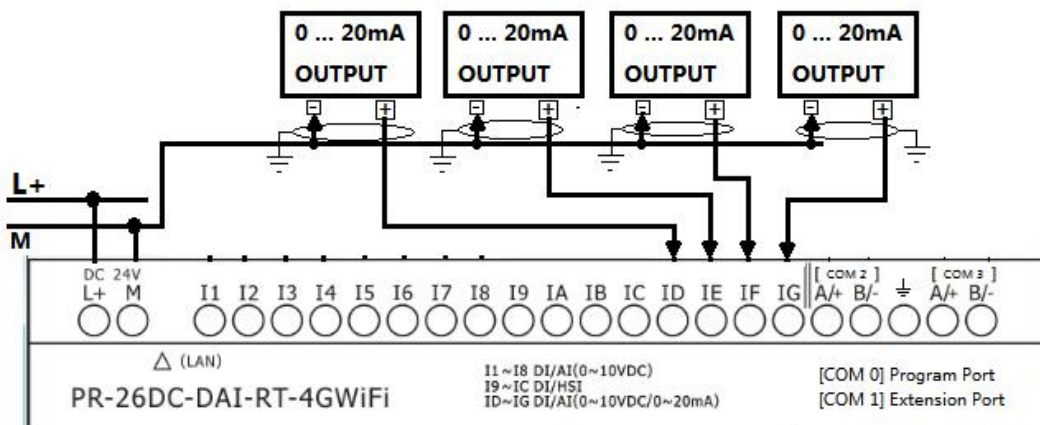 0 ... 20mA 0 ... 20mA 0 ... 20mA 0 ... 20mA
OUTPUT OUTPUT OUTPUT OUTPUT
- + - + - + - +
L+
M
DC 24V [ COM 2 ] [ COM 3 ]
L+ M I1 I2 I3 I4 I5 I6 I7 I8 I9 IA IB IC ID IE IF IG A/+ B/- A/+ B/-
△ (LAN)
I1~I8 DI/AI(0~10VDC)
I9~IC DI/HSI
ID~IG DI/AI(0~10VDC/0~20mA)
PR-26DC-DAI-RT-4GWiFi
[COM 0] Program Port
[COM 1] Extension Port